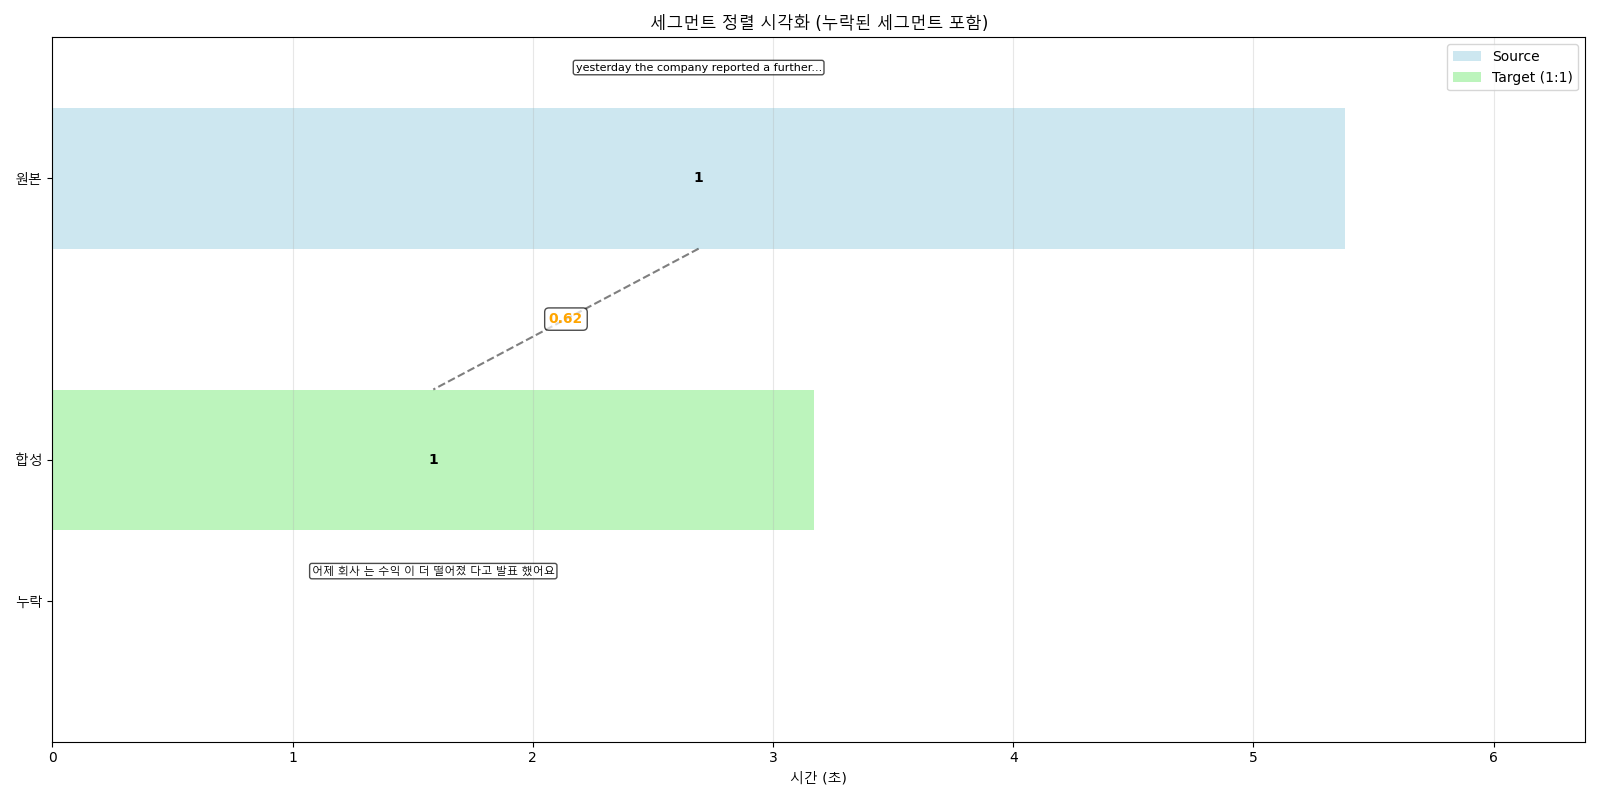 세그먼트 정렬 시각화 (누락된 세그먼트 포함)
yesterday the company reported a further...
Source
Target (1:1)
원본
1
0.62
합성
1
어제 회사 는 수익 이 더 떨어졌 다고 발표 했어요
누락
0 1 2 3 4 5 6
시간 (초)